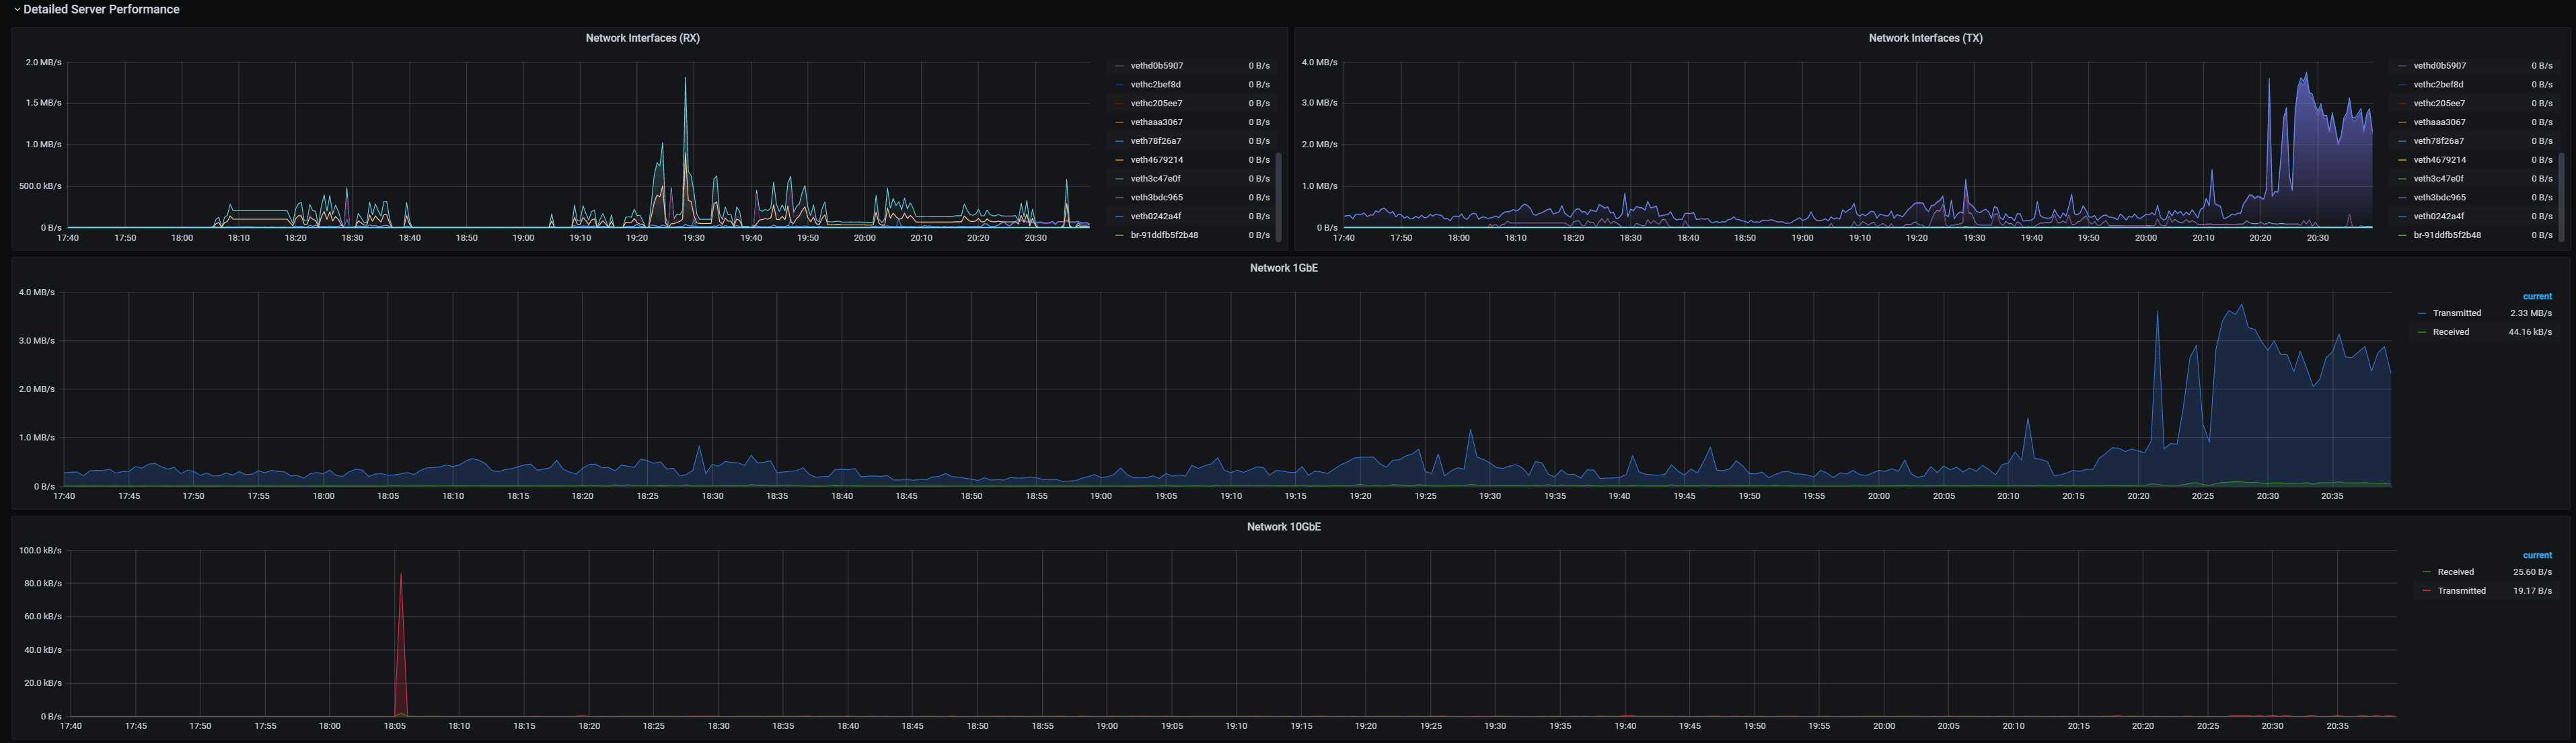 Detailed Server Performance
Network Interfaces (RX)
2.0 MB/s
1.5 MB/s
1.0 MB/s
500.0 kB/s
0 B/s
17:40 17:50 18:00 18:10 18:20 18:30 18:40 18:50 19:00 19:10 19:20 19:30 19:40 19:50 20:00 20:10 20:20 20:30
vethd0b5907 0 B/s
vethc2bef8d 0 B/s
vethc205ee7 0 B/s
vethaaa3067 0 B/s
veth78f26a7 0 B/s
veth4679214 0 B/s
veth3c47e0f 0 B/s
veth3bdc965 0 B/s
veth0242a4f 0 B/s
br-91ddfb5f2b48 0 B/s
Network Interfaces (TX)
4.0 MB/s
3.0 MB/s
2.0 MB/s
1.0 MB/s
0 B/s
17:40 17:50 18:00 18:10 18:20 18:30 18:40 18:50 19:00 19:10 19:20 19:30 19:40 19:50 20:00 20:10 20:20 20:30
vethd0b5907 0 B/s
vethc2bef8d 0 B/s
vethc205ee7 0 B/s
vethaaa3067 0 B/s
veth78f26a7 0 B/s
veth4679214 0 B/s
veth3c47e0f 0 B/s
veth3bdc965 0 B/s
veth0242a4f 0 B/s
br-91ddfb5f2b48 0 B/s
Network 1GbE
4.0 MB/s
3.0 MB/s
2.0 MB/s
1.0 MB/s
0 B/s
17:40 17:45 17:50 17:55 18:00 18:05 18:10 18:15 18:20 18:25 18:30 18:35 18:40 18:45 18:50 18:55 19:00 19:05 19:10 19:15 19:20 19:25 19:30 19:35 19:40 19:45 19:50 19:55 20:00 20:05 20:10 20:15 20:20 20:25 20:30 20:35
current
Transmitted 2.33 MB/s
Received 44.16 kB/s
Network 10GbE
100.0 kB/s
80.0 kB/s
60.0 kB/s
40.0 kB/s
20.0 kB/s
0 B/s
17:40 17:45 17:50 17:55 18:00 18:05 18:10 18:15 18:20 18:25 18:30 18:35 18:40 18:45 18:50 18:55 19:00 19:05 19:10 19:15 19:20 19:25 19:30 19:35 19:40 19:45 19:50 19:55 20:00 20:05 20:10 20:15 20:20 20:25 20:30 20:35
current
Received 25.60 B/s
Transmitted 19.17 B/s